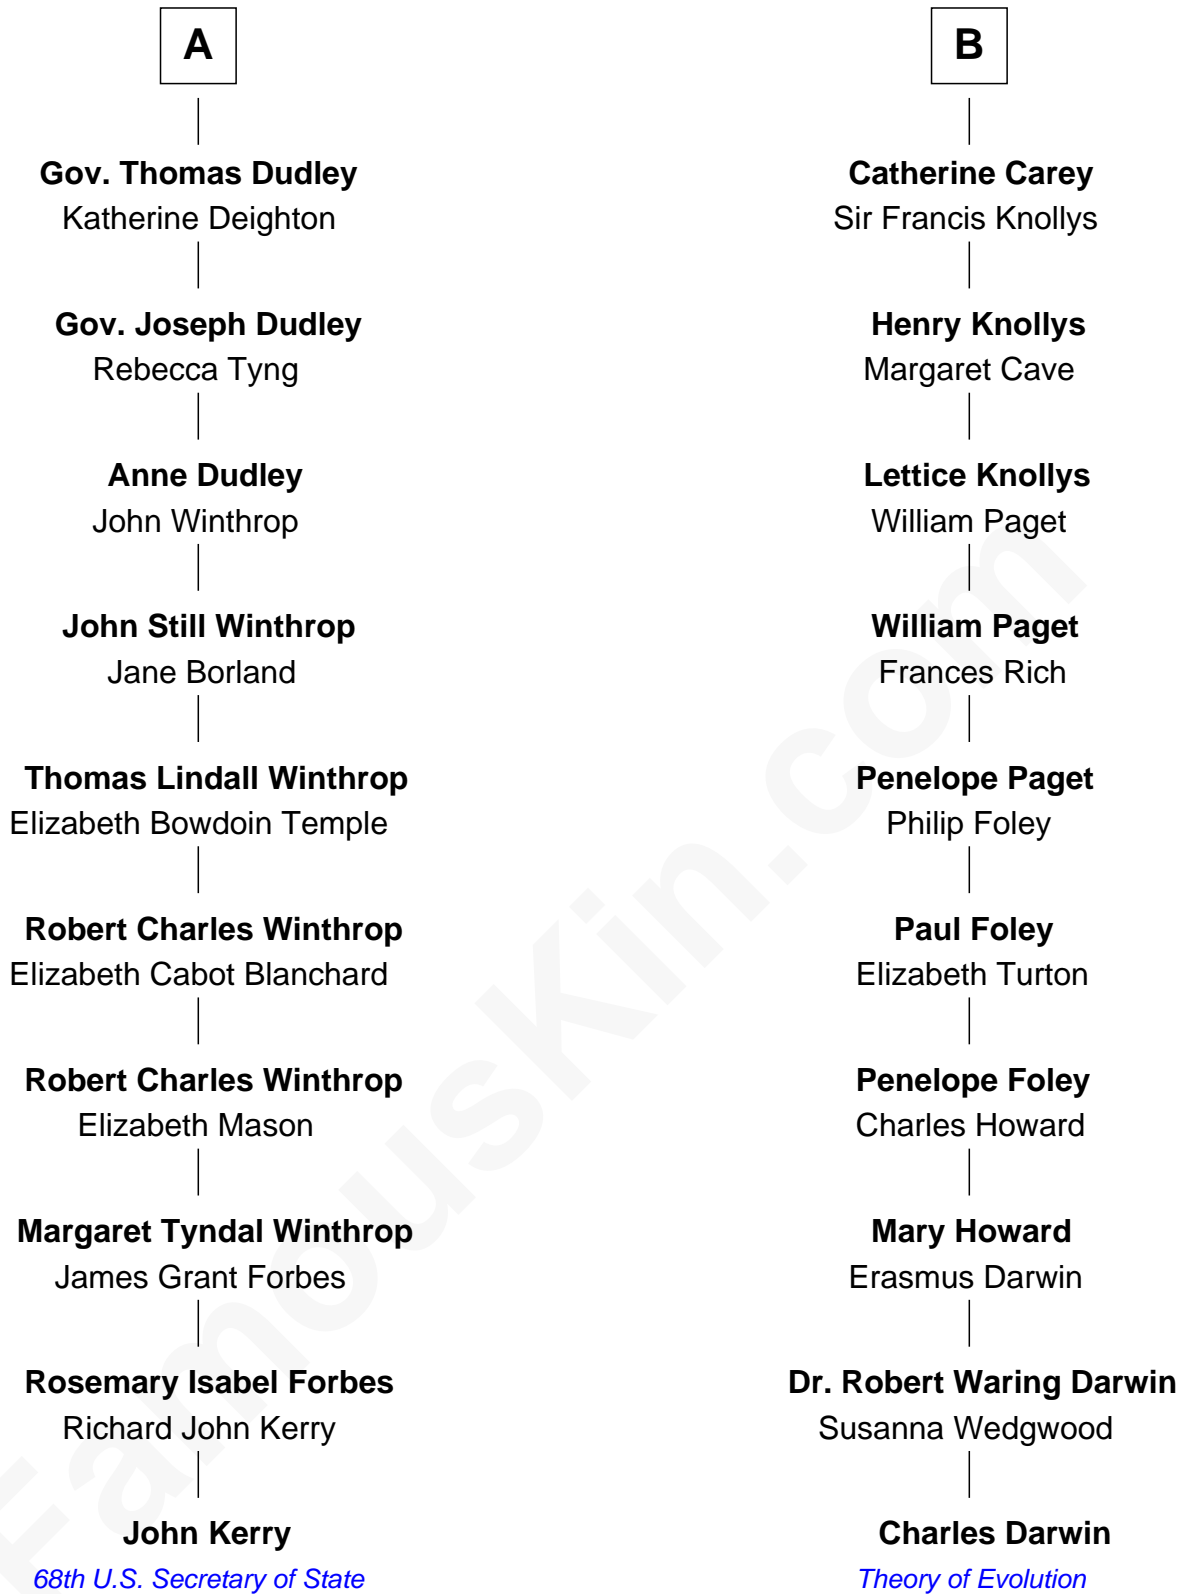 A
Gov. Thomas Dudley
Katherine Deighton
Gov. Joseph Dudley
Rebecca Tyng
Anne Dudley
John Winthrop
John Still Winthrop
Jane Borland
Thomas Lindall Winthrop
Elizabeth Bowdoin Temple
Robert Charles Winthrop
Elizabeth Cabot Blanchard
Robert Charles Winthrop
Elizabeth Mason
Margaret Tyndal Winthrop
James Grant Forbes
Rosemary Isabel Forbes
Richard John Kerry
John Kerry
68th U.S. Secretary of State
B
Catherine Carey
Sir Francis Knollys
Henry Knollys
Margaret Cave
Lettice Knollys
William Paget
William Paget
Frances Rich
Penelope Paget
Philip Foley
Paul Foley
Elizabeth Turton
Penelope Foley
Charles Howard
Mary Howard
Erasmus Darwin
Dr. Robert Waring Darwin
Susanna Wedgwood
Charles Darwin
Theory of Evolution
FamousKin.com